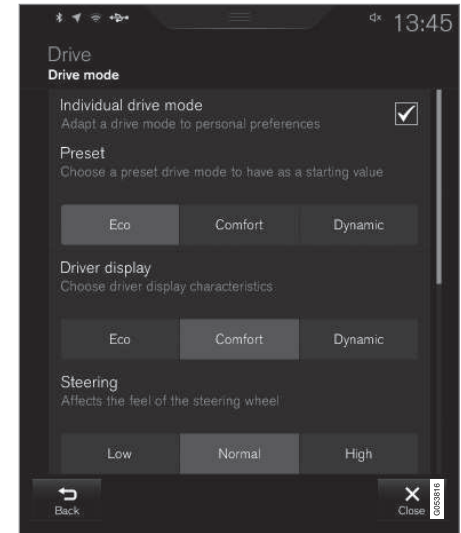 13:45
Drive
Drive mode
Individual drive mode
Adapt a drive mode to personal preferences
Preset
Choose a preset drive mode to have as a starting value
Eco Comfort Dynamic
Driver display
Choose driver display characteristics
Eco Comfort Dynamic
Steering
Affects the feel of the steering wheel
Low Normal High
Back Close
G053816